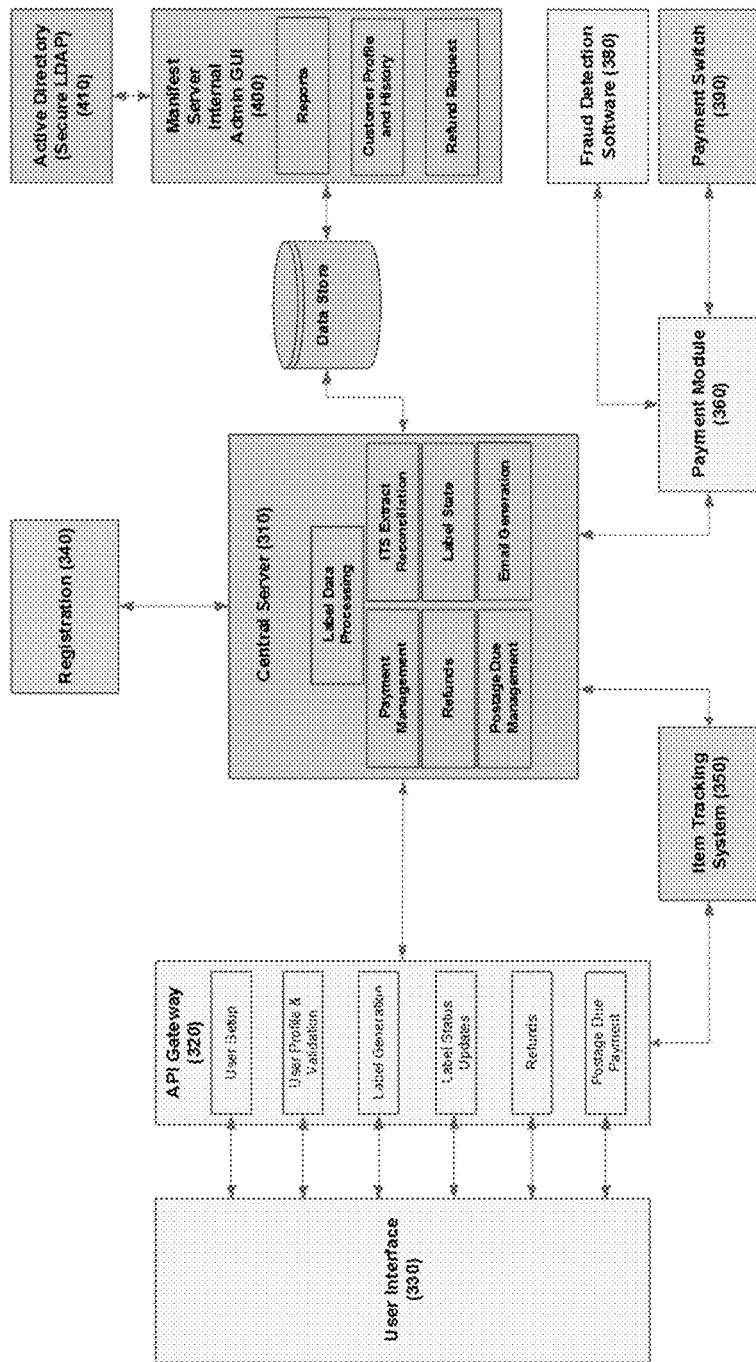 User Interface
(330)
API Gateway
(320)
User Setup
User Profile &
Validation
Label Generation
Label Status
Updates
Refunds
Postage Due
Payment
Registration (340)
Central Server (310)
Label Data
Processing
Payment
Management
ITS Extract
Reconciliation
Refunds
Label State
Postage Due
Management
Email Generation
Item Tracking
System (350)
Data Store
Active Directory
(Secure LDAP)
(410)
Manifest
Server
Internal
Admin GUI
(400)
Reports
Customer Profile
and History
Refund Request
Payment Module
(360)
Fraud Detection
Software (380)
Payment Switch
(390)